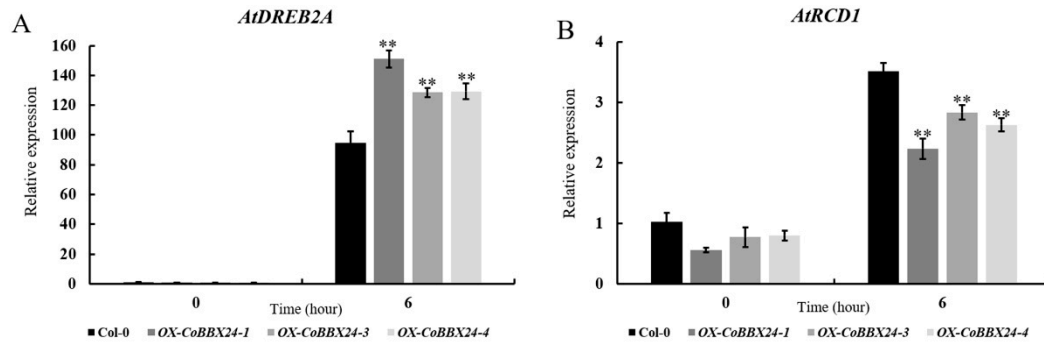 A
AtDREB2A
Relative expression
160
140
120
100
80
60
40
20
0
**
**
**
0
Time (hour)
6
Col-0 OX-CoBBX24-1 OX-CoBBX24-3 OX-CoBBX24-4
B
AtRCD1
Relative expression
4
3
2
1
0
**
**
**
0
Time (hour)
6
Col-0 OX-CoBBX24-1 OX-CoBBX24-3 OX-CoBBX24-4